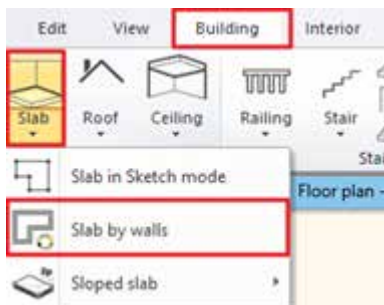 Edit View Building Interior
Slab Roof Ceiling Railing Stair
Slab in Sketch mode
Floor plan -
Slab by walls
Sloped slab